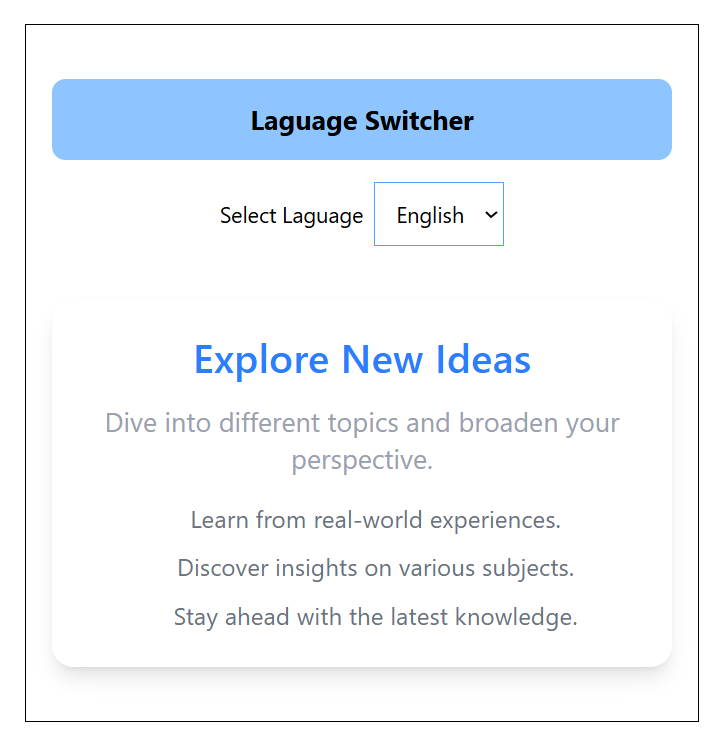 Laguage Switcher
Select Laguage English
Explore New Ideas
Dive into different topics and broaden your
perspective.
Learn from real-world experiences.
Discover insights on various subjects.
Stay ahead with the latest knowledge.